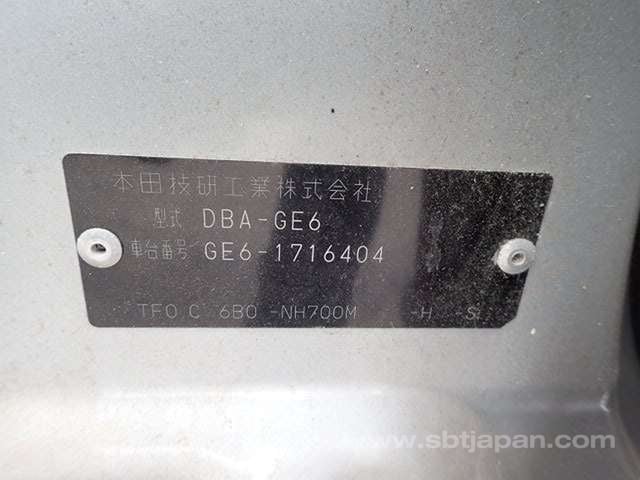 本田技研工業株式会社
型式 DBA-GE6
車台番号 GE6-1716404
TF0 C 6B0 -NH700M -H -S
www.sbtjapan.com